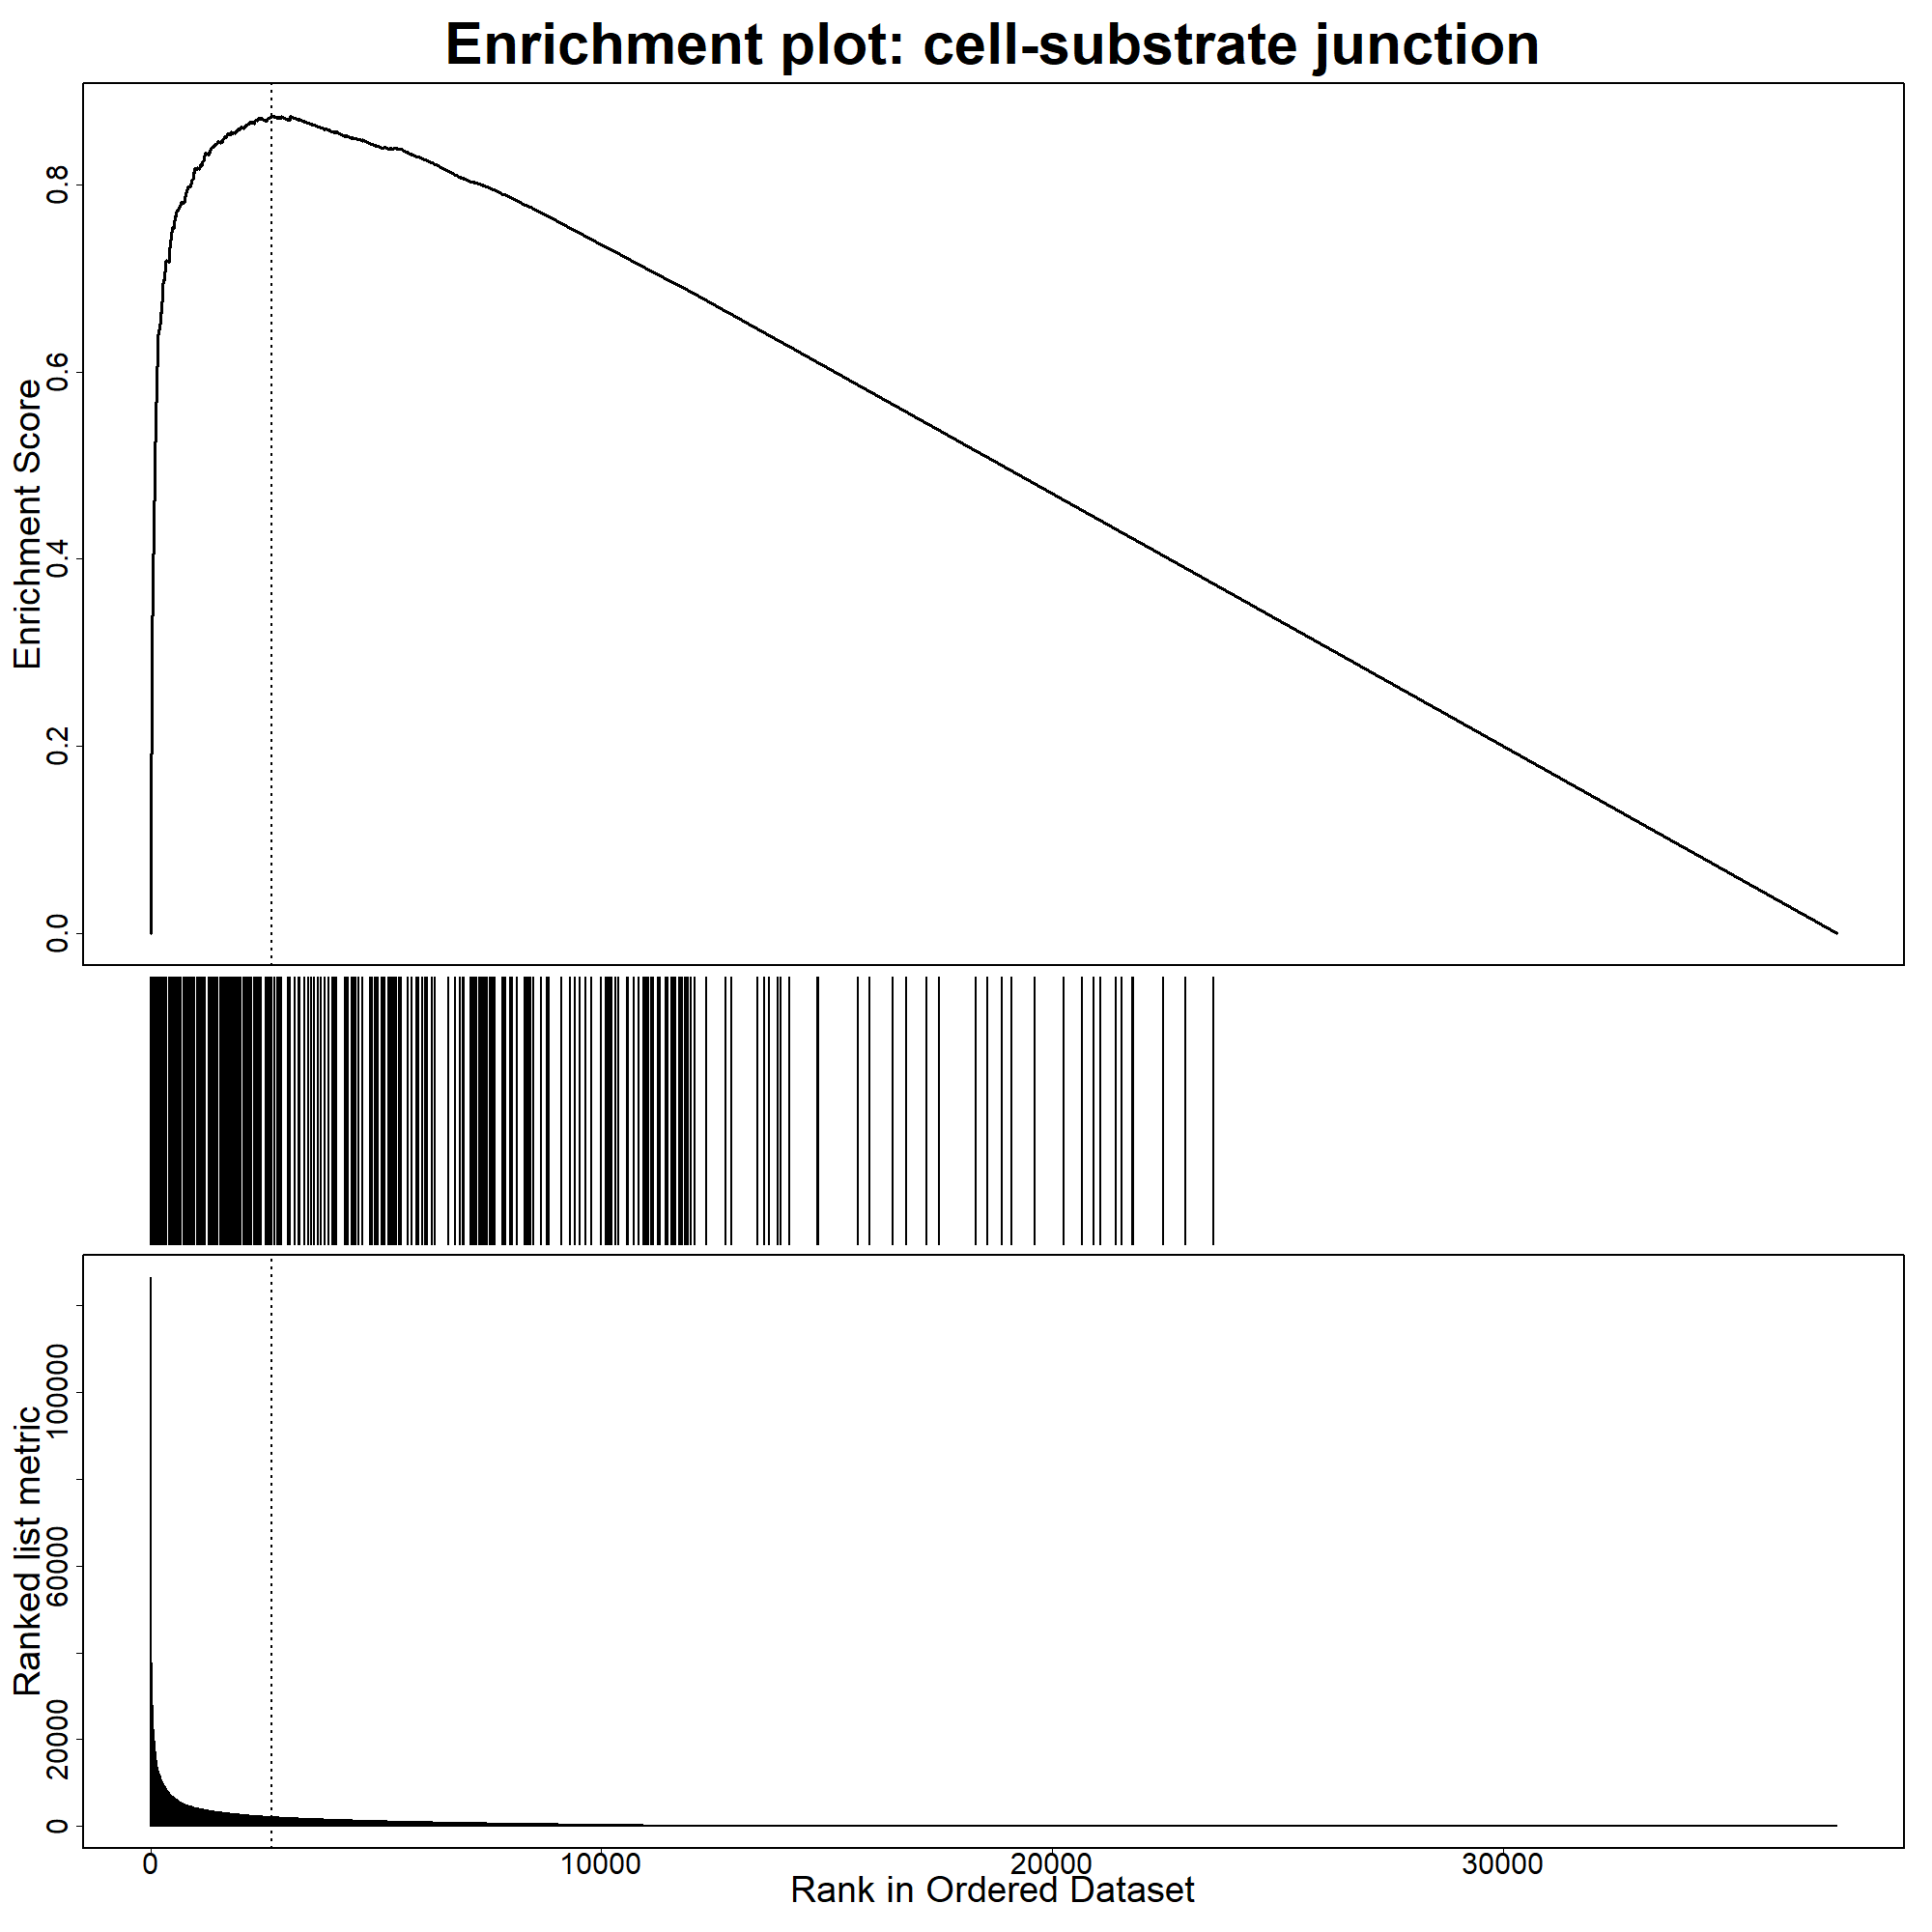 Enrichment plot: cell-substrate junction
Enrichment Score
0.8
0.6
0.4
0.2
0.0
Ranked list metric
100000
60000
20000
0
0 10000 20000 30000
Rank in Ordered Dataset